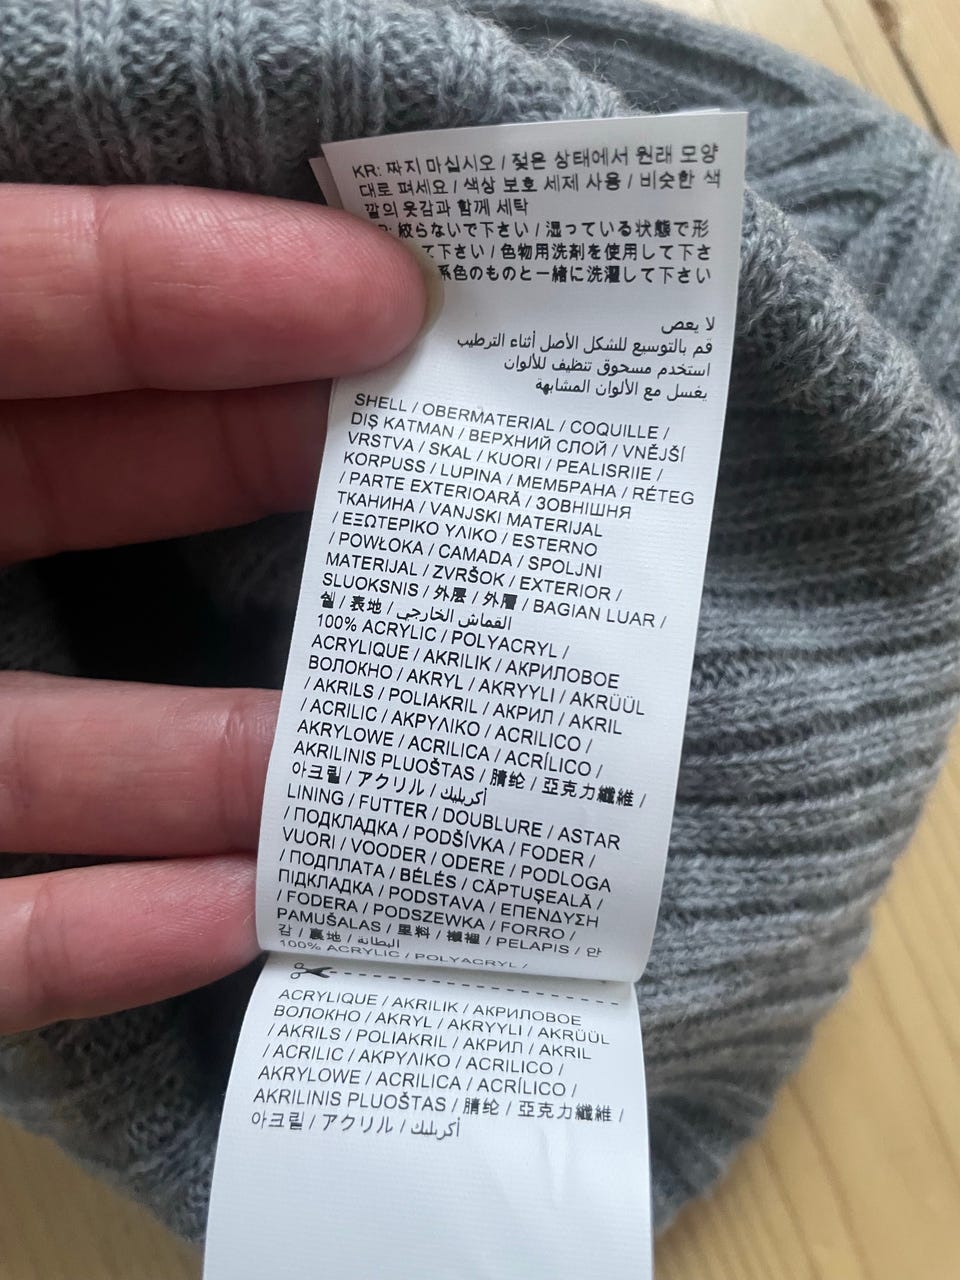 KR: 짜지 마십시오 / 젖은 상태에서 원래 모양
대로 펴세요 / 색상 보호 세제 사용 / 비슷한 색
깔의 옷감과 함께 세탁
絞らないで下さい / 湿っている状態で形
て下さい / 色物用洗剤を使用して下さ
系色のものと一緒に洗濯して下さい
لا يعصر
قم بالتوسيع للشكل الأصل أثناء الترطيب
استخدم مسحوق تنظيف للألوان
يغسل مع الألوان المشابهة
SHELL / OBERMATERIAL / COQUILLE /
DIŞ KATMAN / ВЕРХНИЙ СЛОЙ / VNĚJŠÍ
VRSTVA / SKAL / KUORI / PEALISRIIE /
KORPUSS / LUPINA / МЕМБРАНА / RÉTEG
/ PARTE EXTERIOARĂ / ЗОВНІШНЯ
ТКАНИНА / VANJSKI MATERIJAL
/ ΕΞΩΤΕΡΙΚΟ ΥΛΙΚΟ / ESTERNO
/ POWŁOKA / CAMADA / SPOLJNI
MATERIJAL / ZVRŠOK / EXTERIOR /
SLUOKSNIS / 外层 / 外層 / BAGIAN LUAR /
쉘 / 表地 / القماش الخارجي
100% ACRYLIC / POLYACRYL /
ACRYLIQUE / AKRILIK / АКРИЛОВОЕ
ВОЛОКНО / AKRYL / AKRYYLI / AKRÜÜL
/ AKRILS / POLIAKRIL / АКРИЛ / AKRIL
/ ACRILIC / ΑΚΡΥΛΙΚΟ / ACRILICO /
AKRYLOWE / ACRILICA / ACRÍLICO /
AKRILINIS PLUOŠTAS / 腈纶 / 亞克力纖維 /
아크릴 / アクリル / أكريليك
LINING / FUTTER / DOUBLURE / ASTAR
/ ПОДКЛАДКА / PODŠÍVKA / FODER /
VUORI / VOODER / ODERE / PODLOGA
/ ПОДПЛАТА / BÉLÉS / CĂPTUŞEALĂ /
ПІДКЛАДКА / PODSTAVA / ΕΠΕΝΔΥΣΗ
/ FODERA / PODSZEWKA / FORRO /
PAMUŠALAS / 里料 / 襯裡 / PELAPIS / 안
감 / 裏地 / البطانة
100% ACRYLIC / POLYACRYL /
ACRYLIQUE / AKRILIK / АКРИЛОВОЕ
ВОЛОКНО / AKRYL / AKRYYLI / AKRÜÜL
/ AKRILS / POLIAKRIL / АКРИЛ / AKRIL
/ ACRILIC / ΑΚΡΥΛΙΚΟ / ACRILICO /
AKRYLOWE / ACRILICA / ACRÍLICO /
AKRILINIS PLUOŠTAS / 腈纶 / 亞克力纖維 /
아크릴 / アクリル / أكريليك